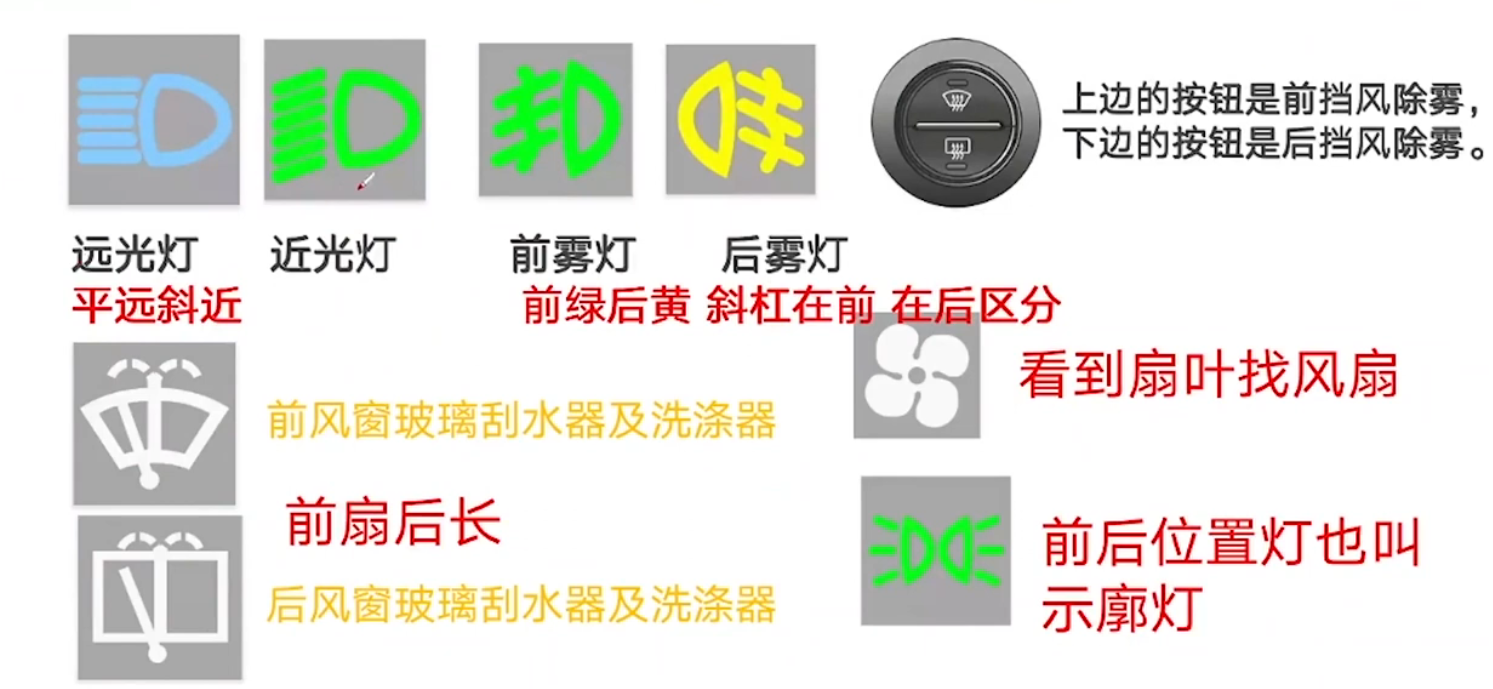 上边的按钮是前挡风除雾，
下边的按钮是后挡风除雾。
远光灯
近光灯
前雾灯
后雾灯
平远斜近
前绿后黄 斜杠在前 在后区分
看到扇叶找风扇
前风窗玻璃刮水器及洗涤器
前扇后长
前后位置灯也叫
示廓灯
后风窗玻璃刮水器及洗涤器